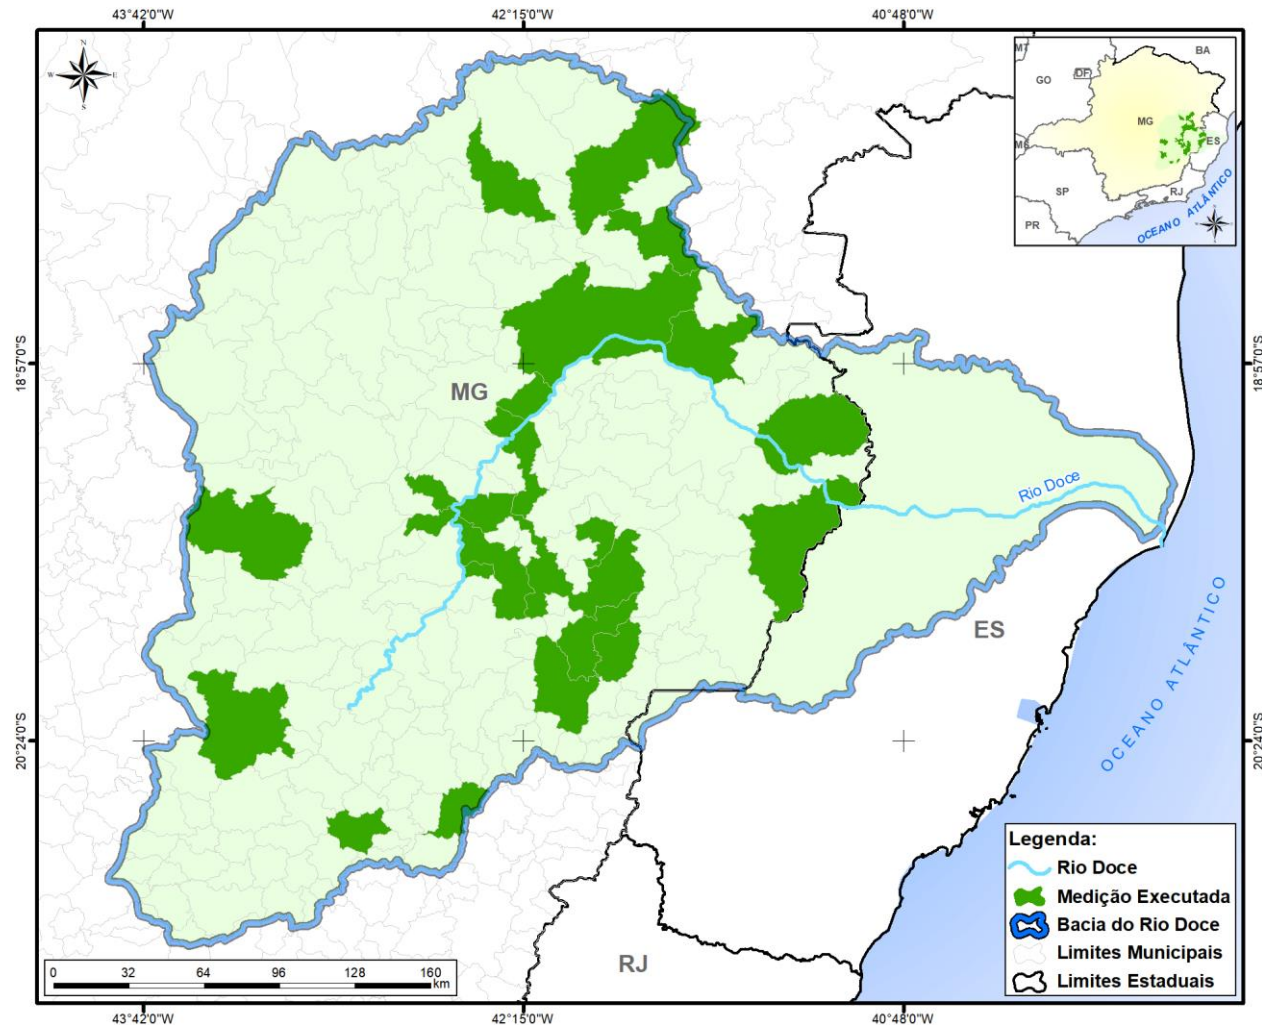 43°42'0"W
42°15'0"W
40°48'0"W
N
W
E
S
MT
GO
DF
BA
MG
ES
MS
SP
RJ
PR
OCEANO ATLÂNTICO
18°57'0"S
18°57'0"S
MG
Rio Doce
ES
OCEANO ATLÂNTICO
20°24'0"S
20°24'0"S
RJ
Legenda:
Rio Doce
Medição Executada
Bacia do Rio Doce
Limites Municipais
Limites Estaduais
0 32 64 96 128 160
km
43°42'0"W
42°15'0"W
40°48'0"W